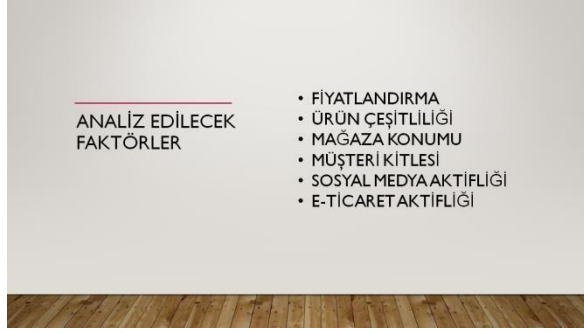 ANALİZ EDİLECEK
FAKTÖRLER
• FİYATLANDIRMA
• ÜRÜN ÇEŞİTLİLİĞİ
• MAĞAZA KONUMU
• MÜŞTERİ KİTLESİ
• SOSYAL MEDYA AKTİFLİĞİ
• E-TİCARET AKTİFLİĞİ